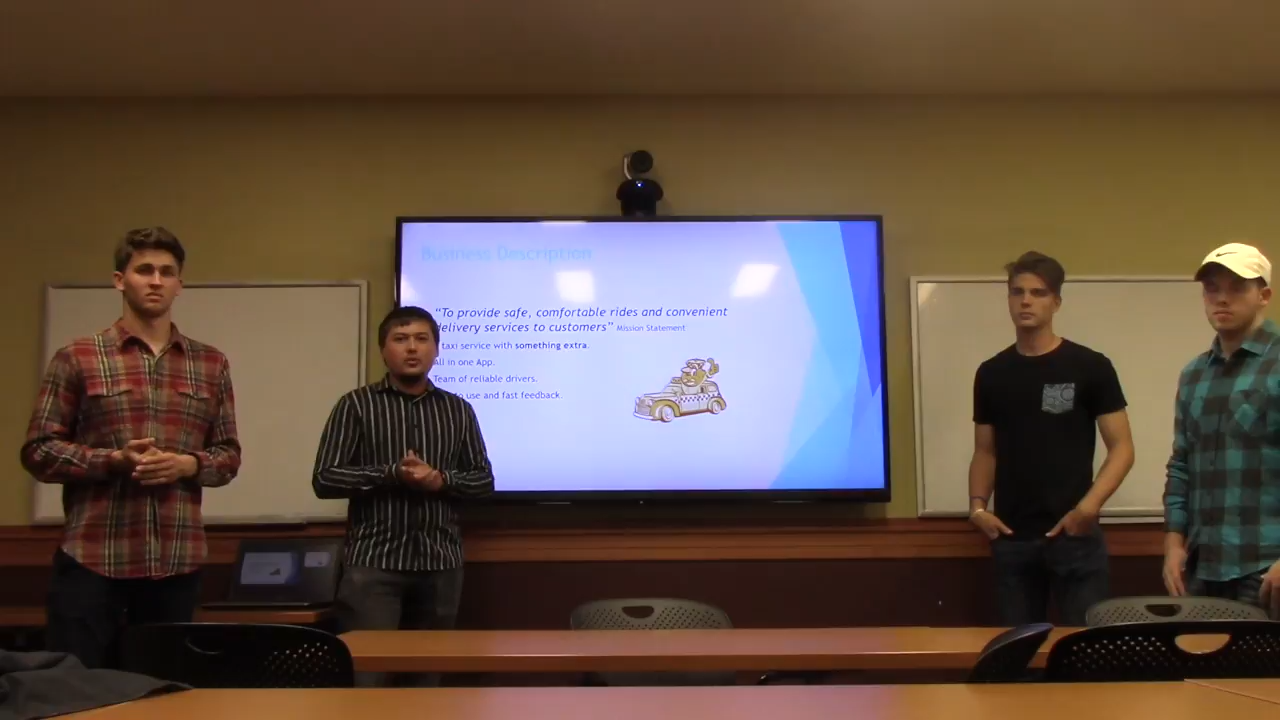 Business Description
"To provide safe, comfortable rides and convenient
delivery services to customers" Mission Statement
taxi service with something extra.
All in one App.
Team of reliable drivers.
to use and fast feedback.